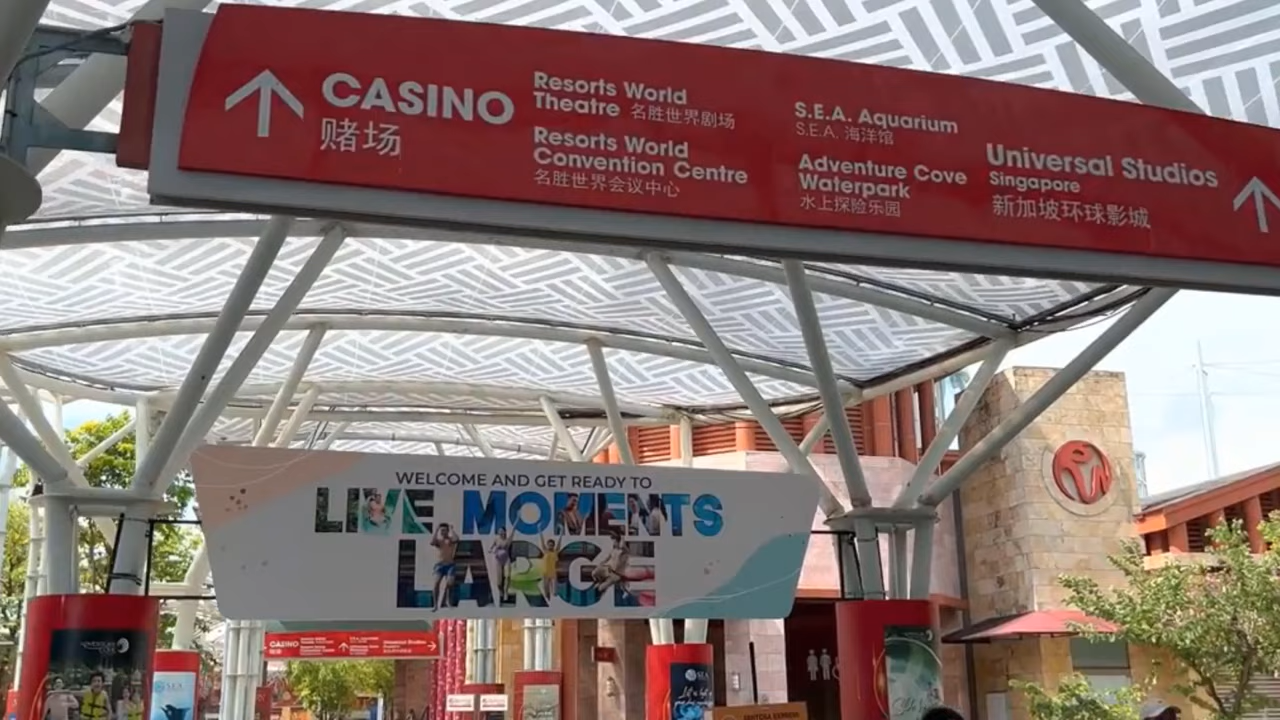 CASINO
赌场
Resorts World
Theatre 名胜世界剧场
Resorts World
Convention Centre
名胜世界会议中心
S.E.A. Aquarium
S.E.A. 海洋馆
Adventure Cove
Waterpark
水上探险乐园
Universal Studios
Singapore
新加坡环球影城
WELCOME AND GET READY TO
LIVE MOMENTS
LARGE
CASINO
Universal Studios